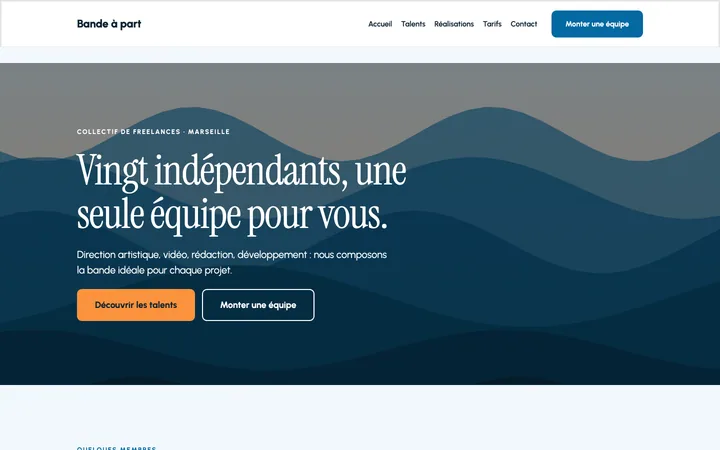 Bande à part
Accueil Talents Réalisations Tarifs Contact Monter une équipe
COLLECTIF DE FREELANCES - MARSEILLE
Vingt indépendants, une
seule équipe pour vous.
Direction artistique, vidéo, rédaction, développement : nous composons
la bande idéale pour chaque projet.
Découvrir les talents Monter une équipe
QUELQUES MEMBRES